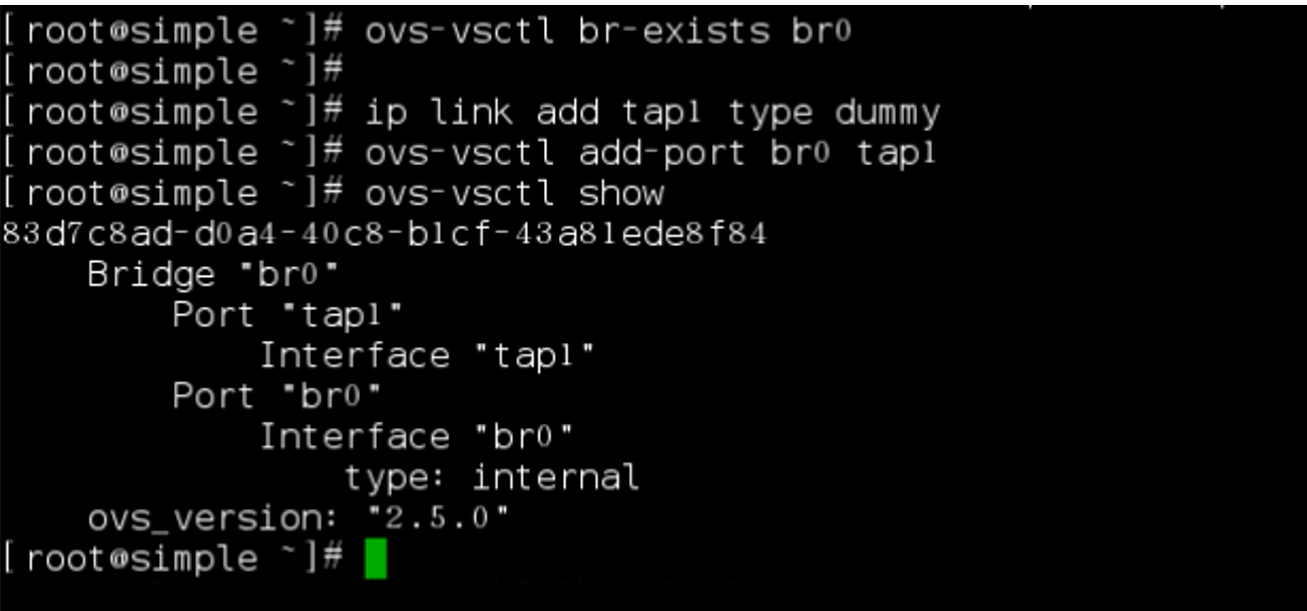 [root@simple ~]# ovs-vsctl br-exists br0
[root@simple ~]#
[root@simple ~]# ip link add tap1 type dummy
[root@simple ~]# ovs-vsctl add-port br0 tap1
[root@simple ~]# ovs-vsctl show
83d7c8ad-d0a4-40c8-b1cf-43a81ede8f84
    Bridge "br0"
        Port "tap1"
            Interface "tap1"
        Port "br0"
            Interface "br0"
                type: internal
    ovs_version: "2.5.0"
[root@simple ~]#